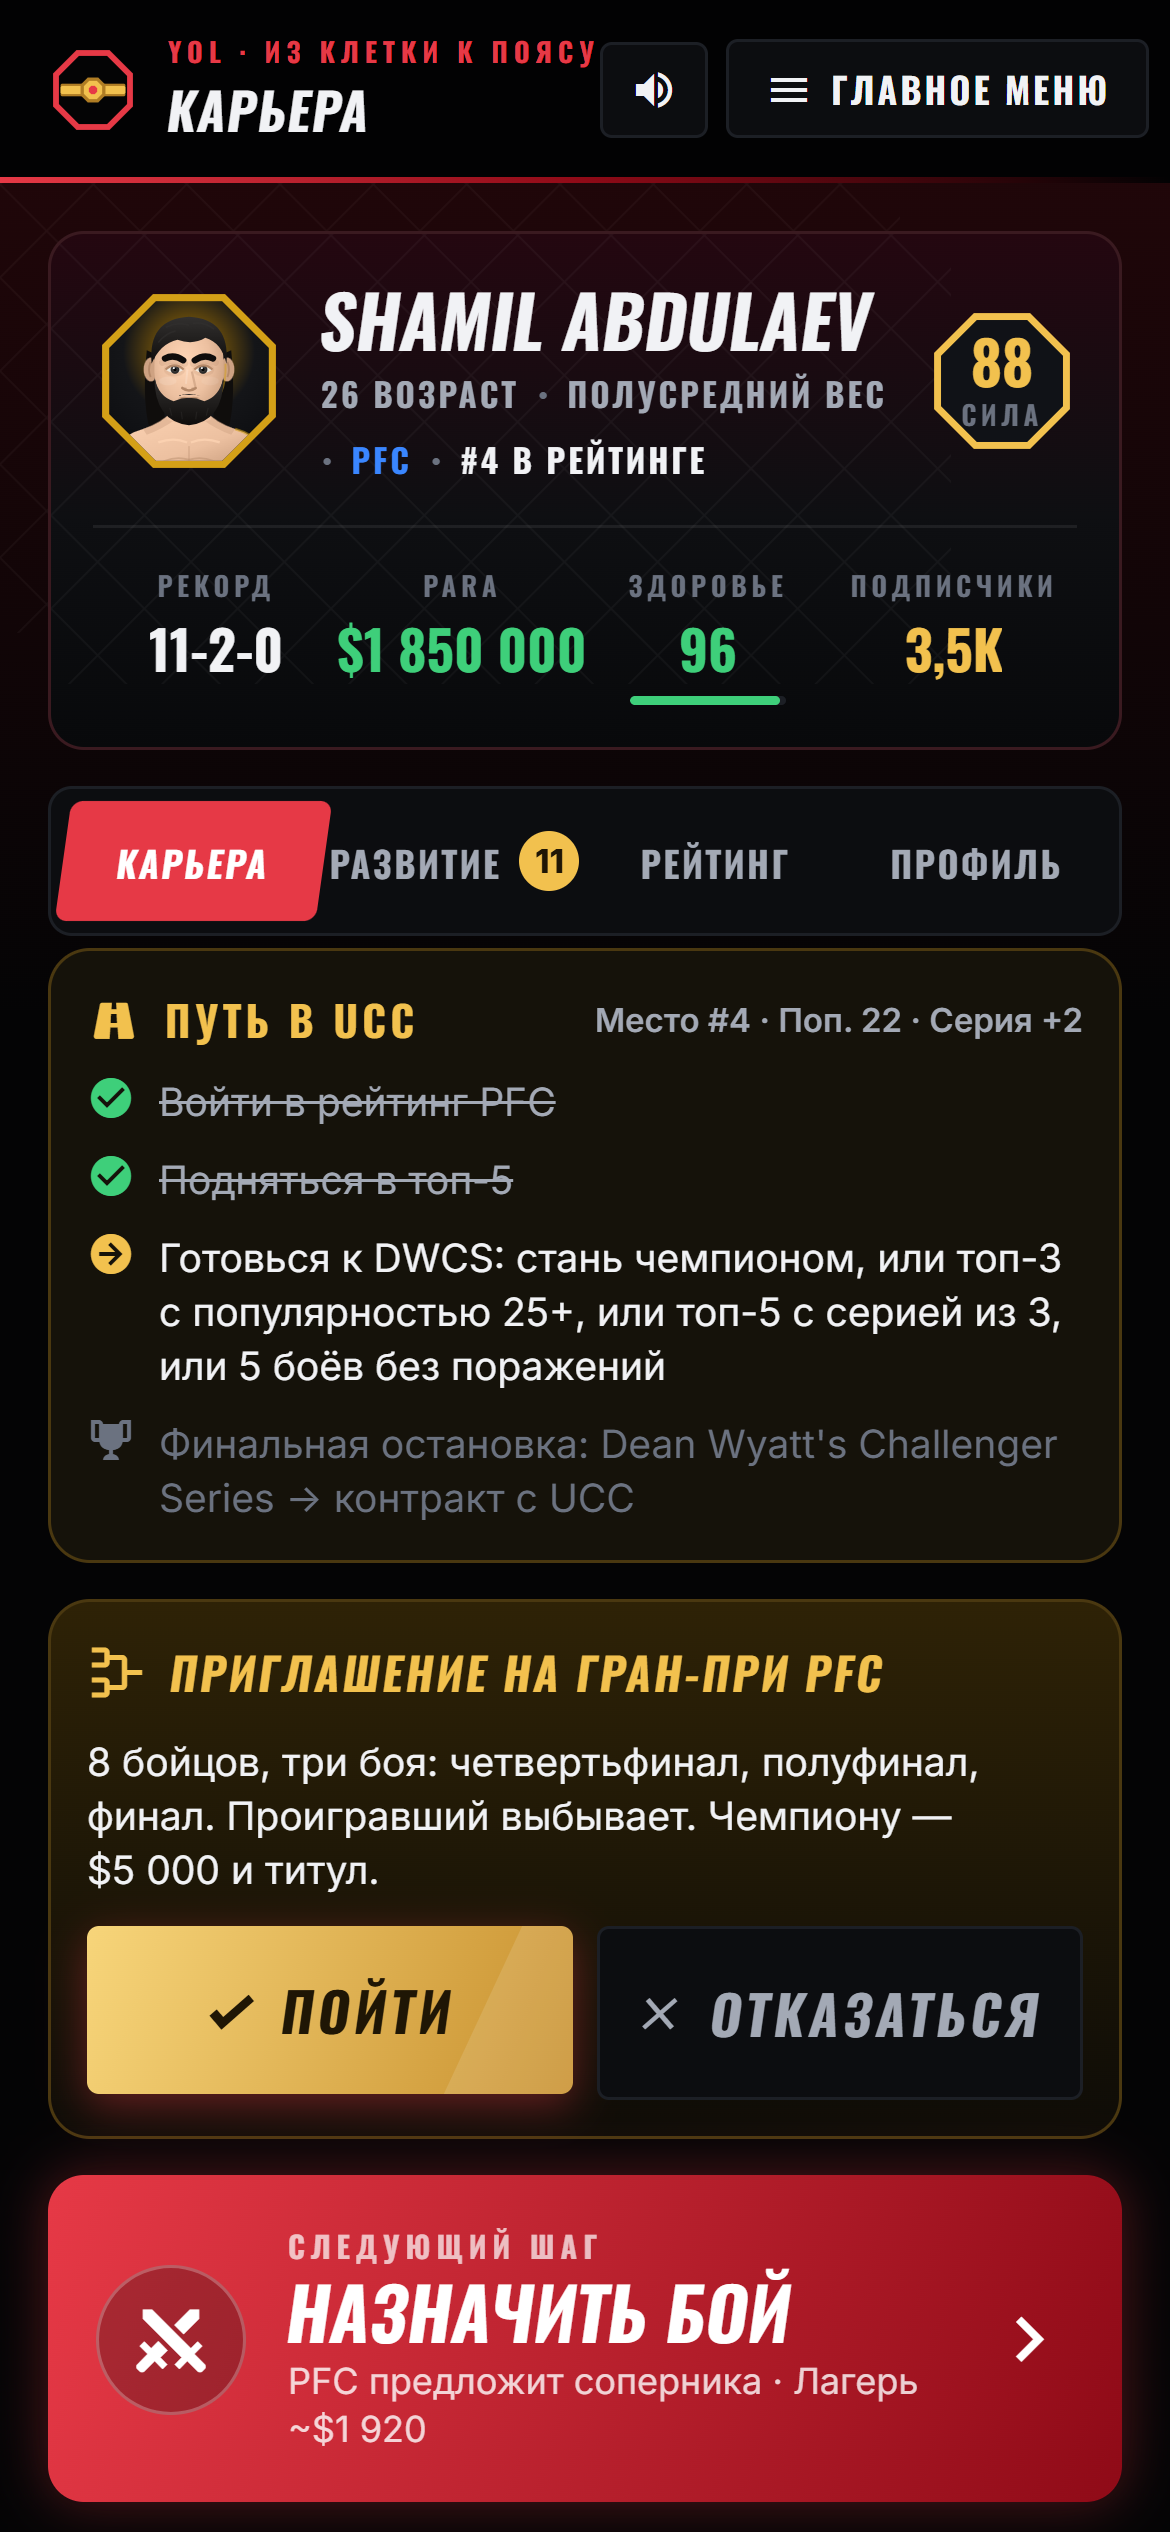 YOL · ИЗ КЛЕТКИ К ПОЯСУ
КАРЬЕРА
ГЛАВНОЕ МЕНЮ
SHAMIL ABDULAEV
26 ВОЗРАСТ · ПОЛУСРЕДНИЙ ВЕС
· PFC · #4 В РЕЙТИНГЕ
88
СИЛА
РЕКОРД
11-2-0
PARA
$1 850 000
ЗДОРОВЬЕ
96
ПОДПИСЧИКИ
3,5K
КАРЬЕРА
РАЗВИТИЕ 11
РЕЙТИНГ
ПРОФИЛЬ
ПУТЬ В UCC
Место #4 · Поп. 22 · Серия +2
Войти в рейтинг PFC
Подняться в топ-5
Готовься к DWCS: стань чемпионом, или топ-3
с популярностью 25+, или топ-5 с серией из 3,
или 5 боёв без поражений
Финальная остановка: Dean Wyatt's Challenger
Series → контракт с UCC
ПРИГЛАШЕНИЕ НА ГРАН-ПРИ PFC
8 бойцов, три боя: четвертьфинал, полуфинал,
финал. Проигравший выбывает. Чемпиону —
$5 000 и титул.
ПОЙТИ
ОТКАЗАТЬСЯ
СЛЕДУЮЩИЙ ШАГ
НАЗНАЧИТЬ БОЙ
PFC предложит соперника · Лагерь
~$1 920